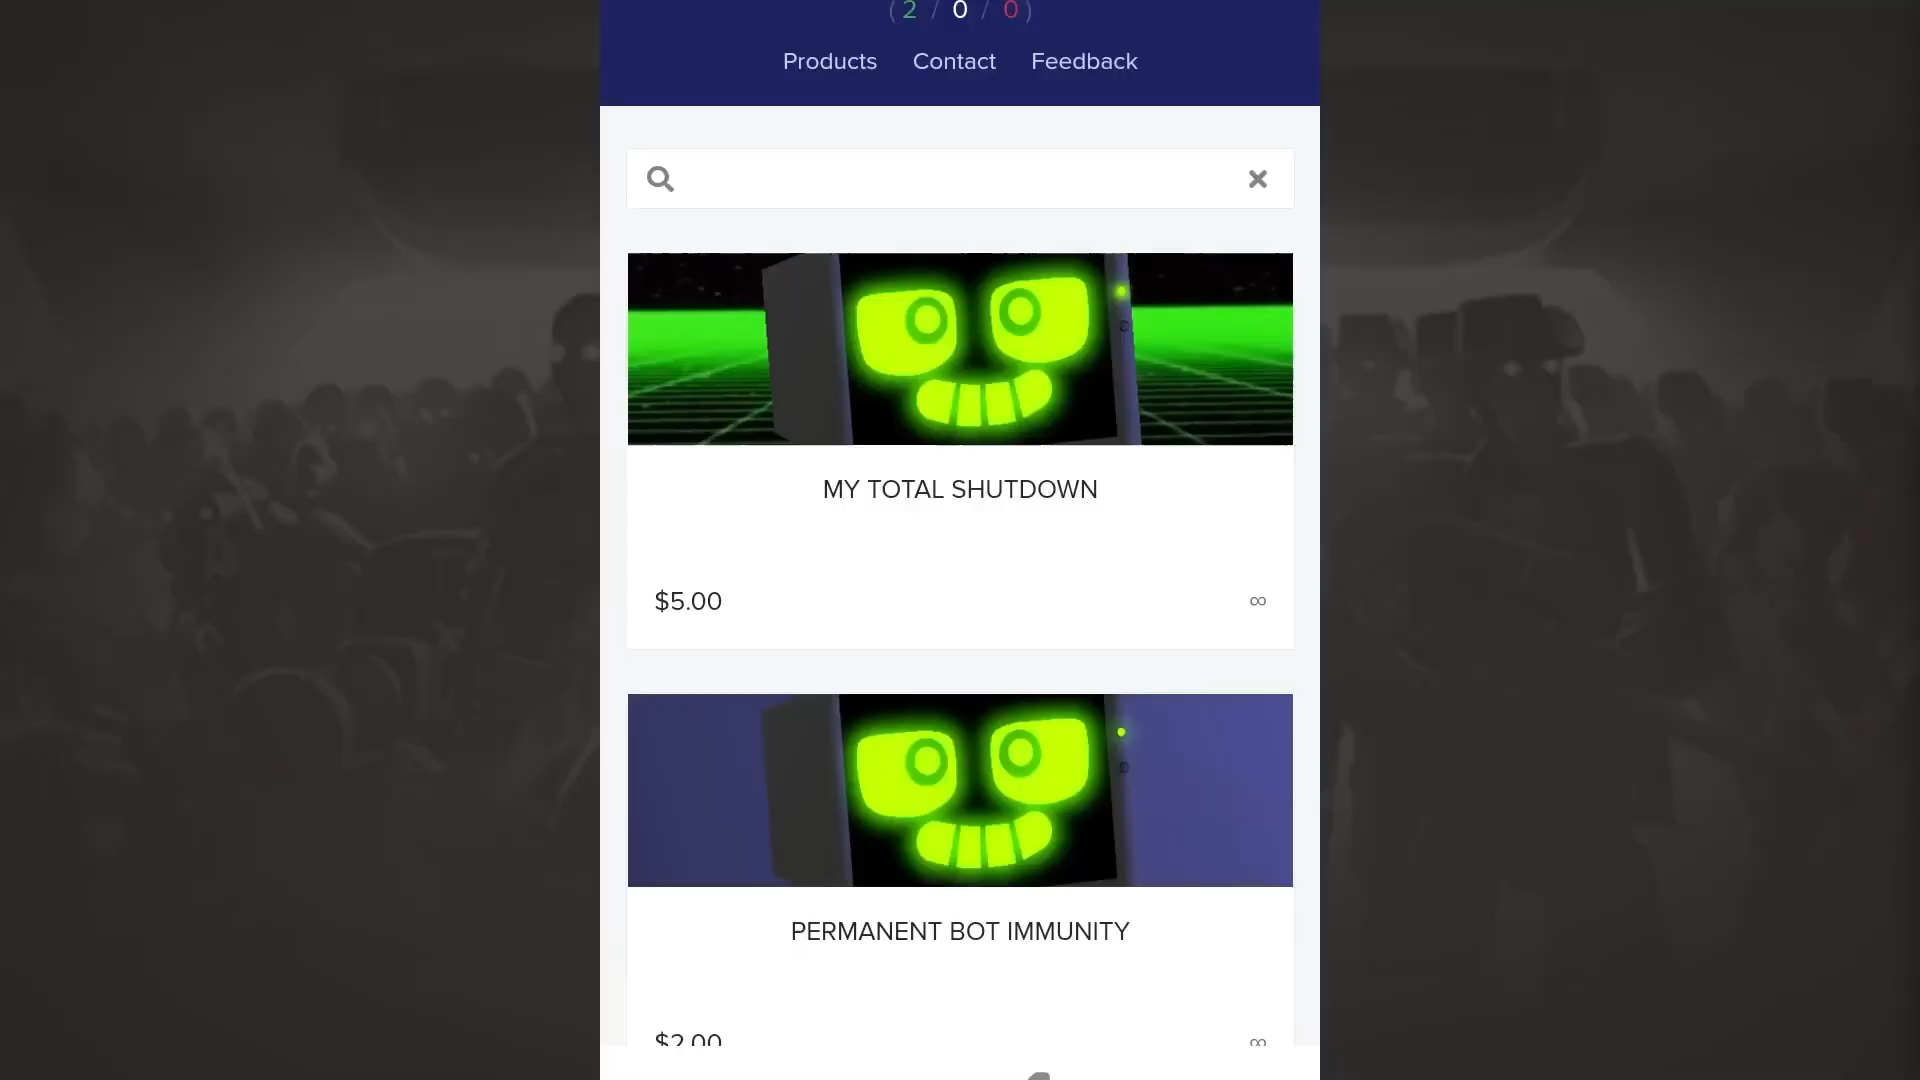 ( 2 / 0 / 0 )
Products Contact Feedback
MY TOTAL SHUTDOWN
$5.00 ∞
PERMANENT BOT IMMUNITY
$2.00 ∞